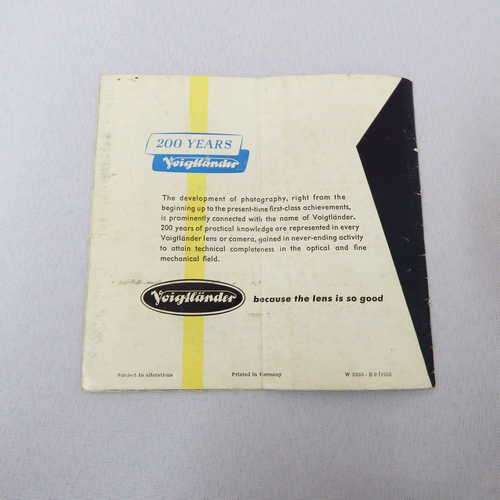 200 YEARS
Voigtländer
The development of photography, right from the
beginning up to the present-time first-class achievements,
is prominently connected with the name of Voigtländer.
200 years of practical knowledge are represented in every
Voigtländer lens or camera, gained in never-ending activity
to attain technical completeness in the optical and fine
mechanical field.
Voigtländer because the lens is so good
Subject to alterations Printed in Germany